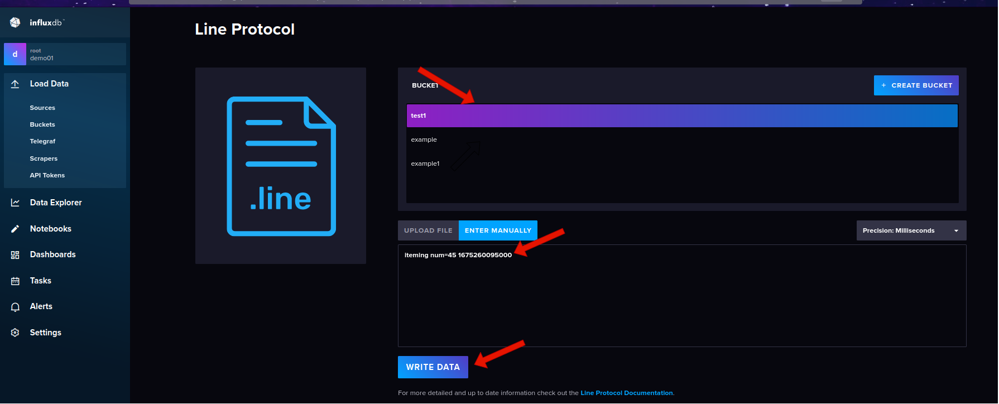 influxdb™
Line Protocol
d
root
demo01
Load Data
Sources
Buckets
Telegraf
Scrapers
API Tokens
Data Explorer
Notebooks
Dashboards
Tasks
Alerts
Settings
.line
BUCKET
+ CREATE BUCKET
test1
example
example1
UPLOAD FILE
ENTER MANUALLY
Precision: Milliseconds
iteming num=45 1675260095000
WRITE DATA
For more detailed and up to date information check out the Line Protocol Documentation.